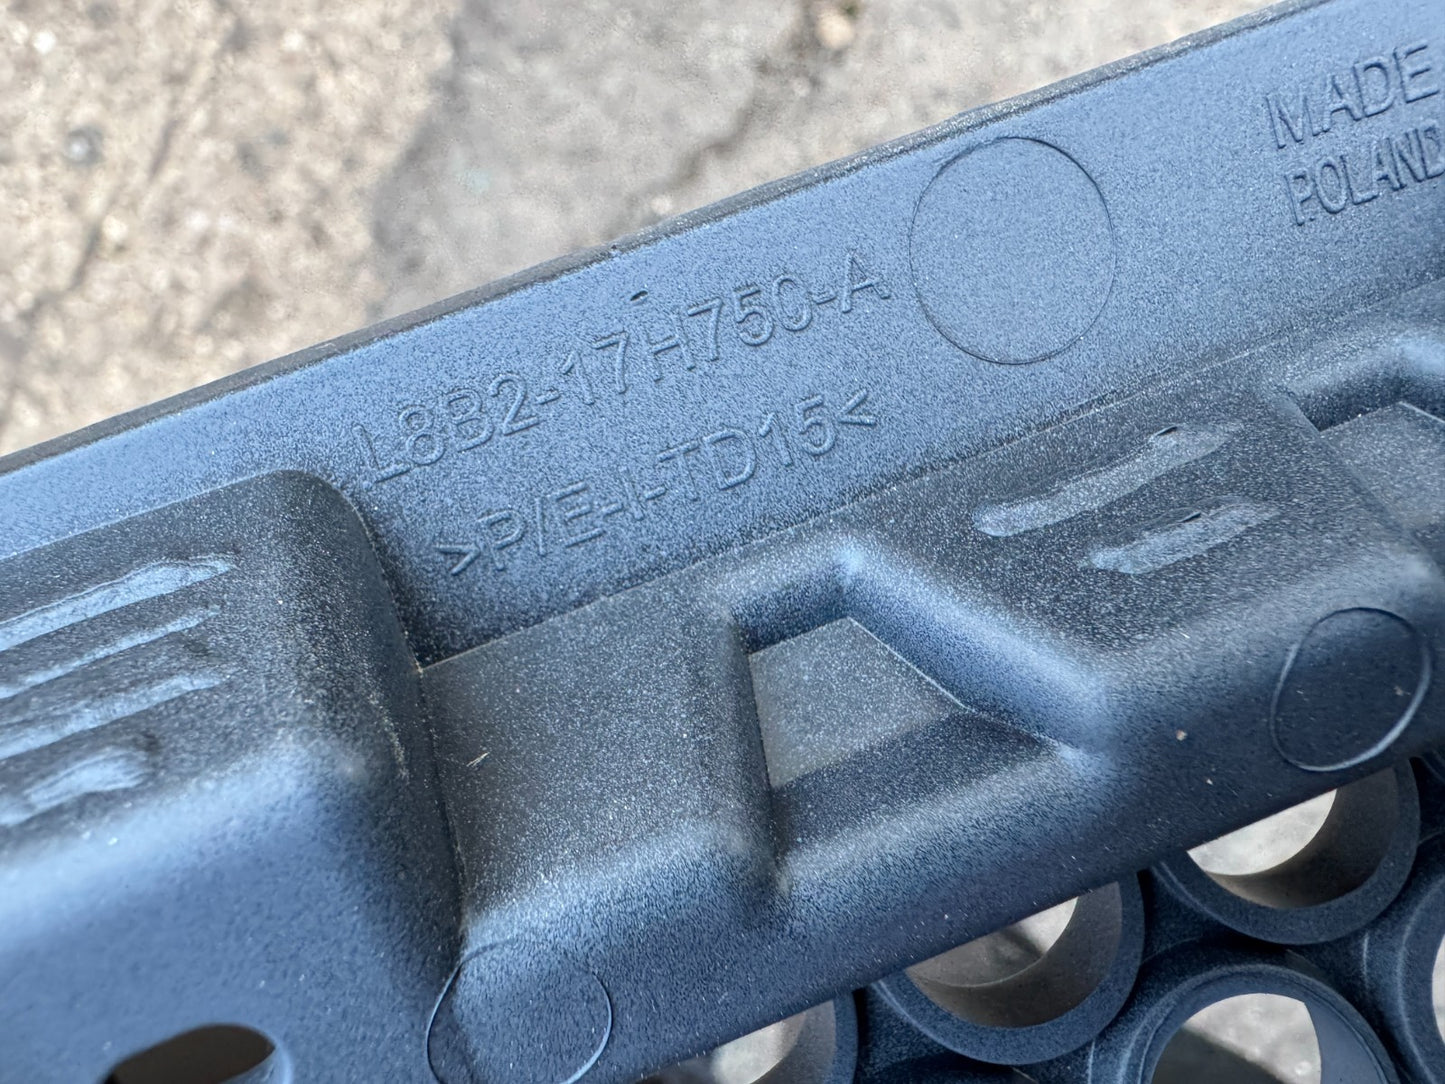 MADE
POLAND
L8B2-17H750-A
>P/E-I-TD15<